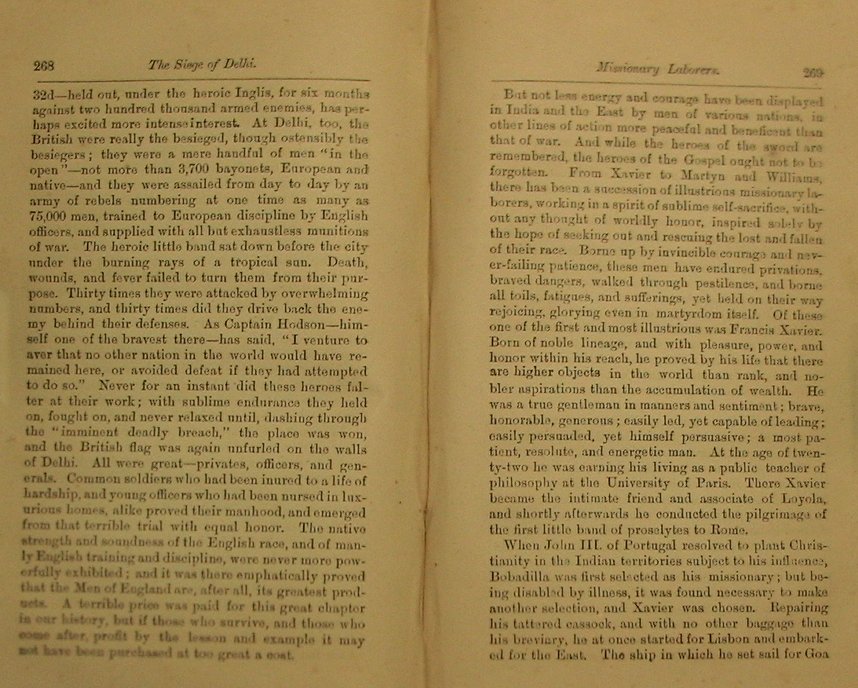 268
The Siege of Delhi.
32d—held out, under the heroic Inglis, for six months
against two hundred thousand armed enemies, has per-
haps excited more intense interest. At Delhi, too, the
British were really the besieged, though ostensibly the
besiegers; they were a mere handful of men "in the
open"—not more than 3,700 bayonets, European and
native—and they were assailed from day to day by an
army of rebels numbering at one time as many as
75,000 men, trained to European discipline by English
officers, and supplied with all but exhaustless munitions
of war. The heroic little band sat down before the city
under the burning rays of a tropical sun. Death,
wounds, and fever failed to turn them from their pur-
pose. Thirty times they were attacked by overwhelming
numbers, and thirty times did they drive back the ene-
my behind their defenses. As Captain Hodson—him-
self one of the bravest there—has said, "I venture to
aver that no other nation in the world would have re-
mained here, or avoided defeat if they had attempted
to do so." Never for an instant did these heroes fal-
ter at their work; with sublime endurance they held
on, fought on, and never relaxed until, dashing through
the "imminent deadly breach," the place was won,
and the British flag was again unfurled on the walls
of Delhi. All were great—privates, officers, and gen-
erals. Common soldiers who had been inured to a life of
hardship, and young officers who had been nursed in lux-
urious homes, alike proved their manhood, and emerged
from that terrible trial with equal honor. The native
strength and soundness of the English race, and of man-
ly English training and discipline, were never more pow-
erfully exhibited; and it was there emphatically proved
that the Men of England are, after all, its greatest prod-
ucts. A terrible price was paid for this great chapter
in our history, but if those who survive, and those who
come after, profit by the lesson and example it may
not have been purchased at too great a cost.
Missionary Laborers.
269
But not less energy and courage have been displayed
in India and the East by men of various nations, in
other lines of action more peaceful and beneficent than
that of war. And while the heroes of the sword are
remembered, the heroes of the Gospel ought not to be
forgotten. From Xavier to Martyn and Williams,
there has been a succession of illustrious missionary la-
borers, working in a spirit of sublime self-sacrifice, with-
out any thought of worldly honor, inspired solely by
the hope of seeking out and rescuing the lost and fallen
of their race. Borne up by invincible courage and nev-
er-failing patience, these men have endured privations,
braved dangers, walked through pestilence, and borne
all toils, fatigues, and sufferings, yet held on their way
rejoicing, glorying even in martyrdom itself. Of these
one of the first and most illustrious was Francis Xavier.
Born of noble lineage, and with pleasure, power, and
honor within his reach, he proved by his life that there
are higher objects in the world than rank, and no-
bler aspirations than the accumulation of wealth. He
was a true gentleman in manners and sentiment; brave,
honorable, generous; easily led, yet capable of leading;
easily persuaded, yet himself persuasive; a most pa-
tient, resolute, and energetic man. At the age of twen-
ty-two he was earning his living as a public teacher of
philosophy at the University of Paris. There Xavier
became the intimate friend and associate of Loyola,
and shortly afterwards he conducted the pilgrimage of
the first little band of proselytes to Rome.
When John III. of Portugal resolved to plant Chris-
tianity in the Indian territories subject to his influence,
Bobadilla was first selected as his missionary; but be-
ing disabled by illness, it was found necessary to make
another selection, and Xavier was chosen. Repairing
his tattered cassock, and with no other baggage than
his breviary, he at once started for Lisbon and embark-
ed for the East. The ship in which he set sail for Goa